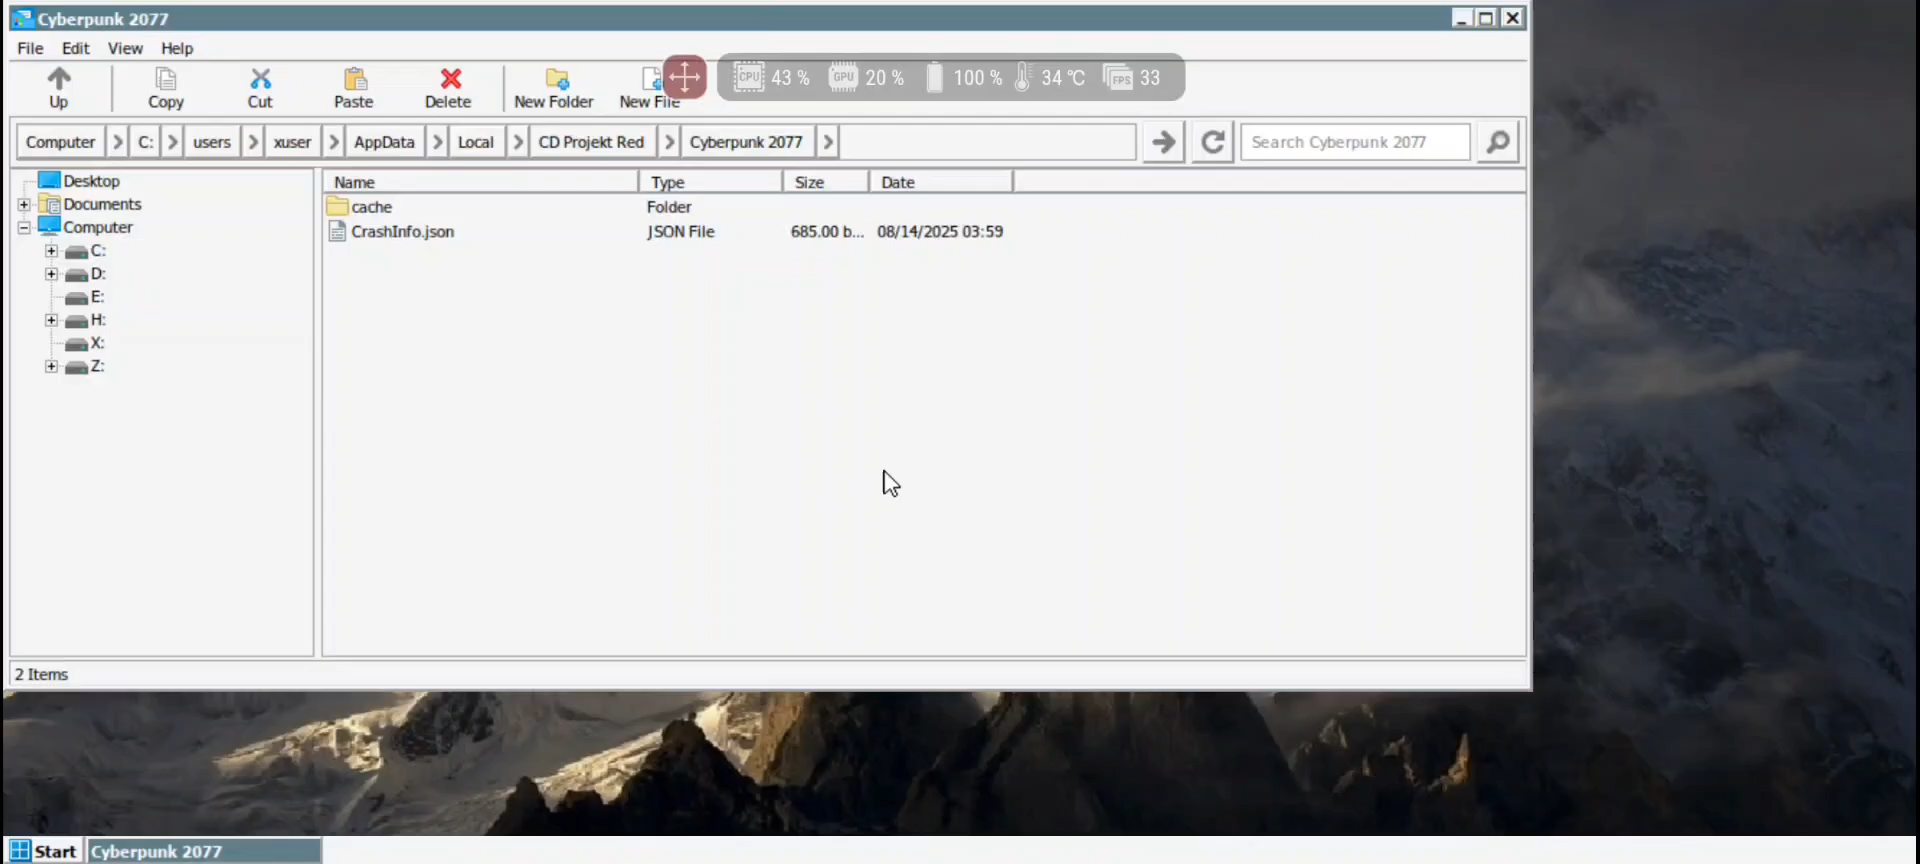 Cyberpunk 2077
File Edit View Help
Up Copy Cut Paste Delete New Folder New File
CPU 43 % GPU 20 % 100 % 34 °C FPS 33
Computer C: users xuser AppData Local CD Projekt Red Cyberpunk 2077 Search Cyberpunk 2077
Desktop
Documents
Computer
C:
D:
E:
H:
X:
Z:
Name Type Size Date
cache Folder
CrashInfo.json JSON File 685.00 b... 08/14/2025 03:59
2 Items
Start Cyberpunk 2077